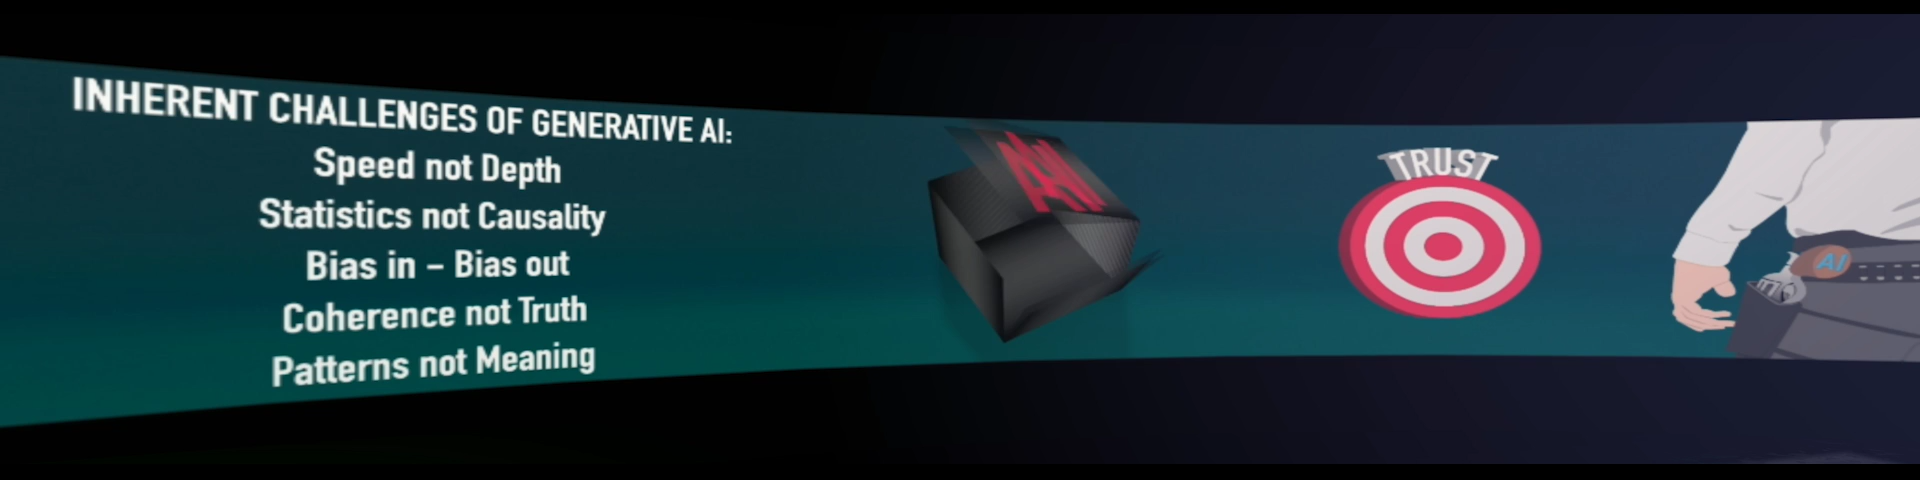 INHERENT CHALLENGES OF GENERATIVE AI:
Speed not Depth
Statistics not Causality
Bias in – Bias out
Coherence not Truth
Patterns not Meaning
AI
TRUST
AI